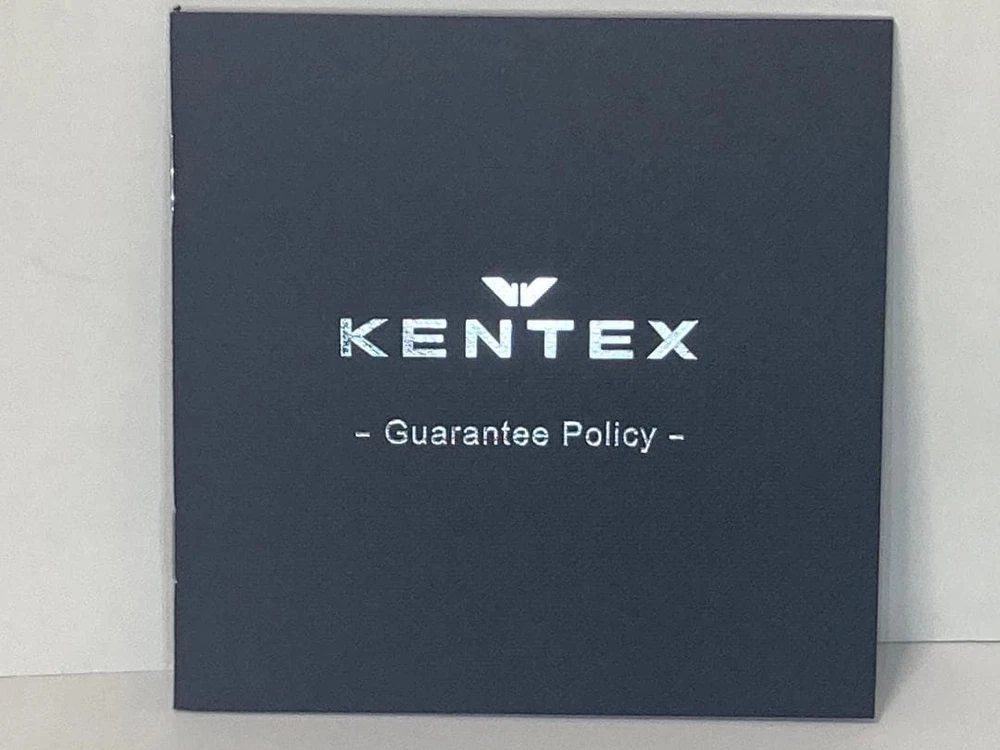 KENTEX
- Guarantee Policy -